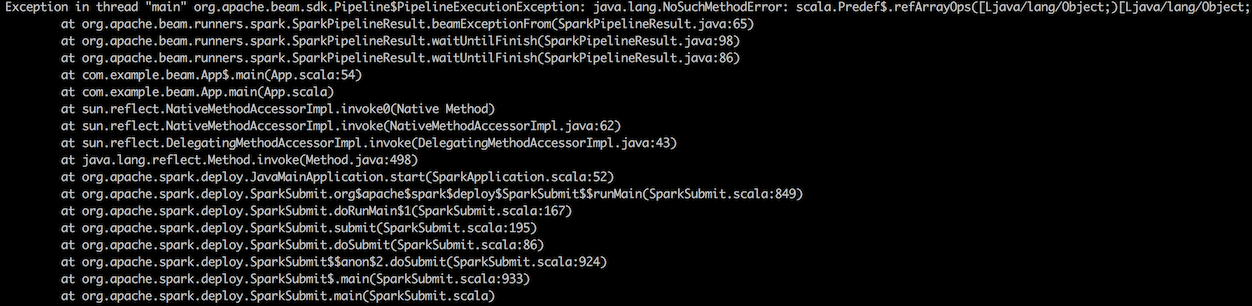 Exception in thread "main" org.apache.beam.sdk.Pipeline$PipelineExecutionException: java.lang.NoSuchMethodError: scala.Predef$.refArrayOps([Ljava/lang/Object;)[Ljava/lang/Object;
at org.apache.beam.runners.spark.SparkPipelineResult.beamExceptionFrom(SparkPipelineResult.java:65)
at org.apache.beam.runners.spark.SparkPipelineResult.waitUntilFinish(SparkPipelineResult.java:98)
at org.apache.beam.runners.spark.SparkPipelineResult.waitUntilFinish(SparkPipelineResult.java:86)
at com.example.beam.App$.main(App.scala:54)
at com.example.beam.App.main(App.scala)
at sun.reflect.NativeMethodAccessorImpl.invoke0(Native Method)
at sun.reflect.NativeMethodAccessorImpl.invoke(NativeMethodAccessorImpl.java:62)
at sun.reflect.DelegatingMethodAccessorImpl.invoke(DelegatingMethodAccessorImpl.java:43)
at java.lang.reflect.Method.invoke(Method.java:498)
at org.apache.spark.deploy.JavaMainApplication.start(SparkApplication.scala:52)
at org.apache.spark.deploy.SparkSubmit.org$apache$spark$deploy$SparkSubmit$$runMain(SparkSubmit.scala:849)
at org.apache.spark.deploy.SparkSubmit.doRunMain$1(SparkSubmit.scala:167)
at org.apache.spark.deploy.SparkSubmit.submit(SparkSubmit.scala:195)
at org.apache.spark.deploy.SparkSubmit.doSubmit(SparkSubmit.scala:86)
at org.apache.spark.deploy.SparkSubmit$$anon$2.doSubmit(SparkSubmit.scala:924)
at org.apache.spark.deploy.SparkSubmit$.main(SparkSubmit.scala:933)
at org.apache.spark.deploy.SparkSubmit.main(SparkSubmit.scala)